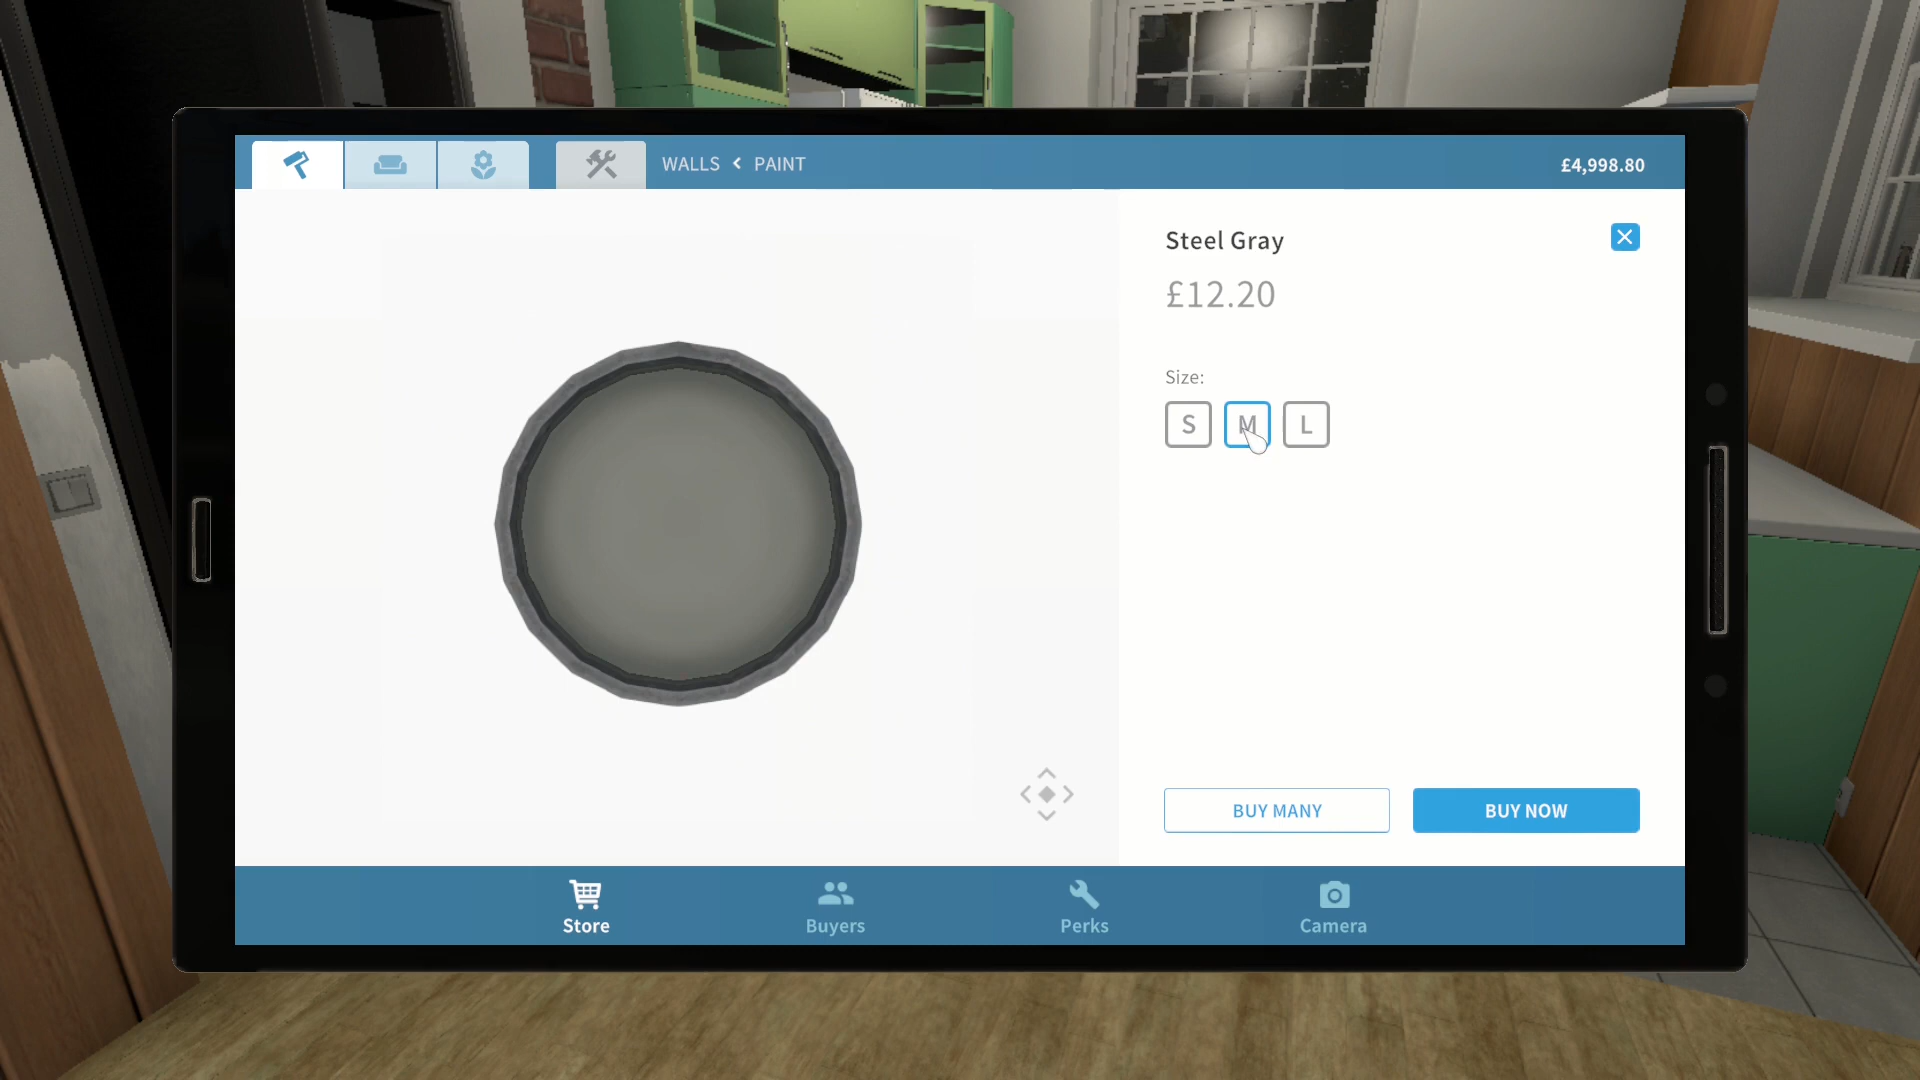 WALLS < PAINT
£4,998.80
Steel Gray
£12.20
Size:
S M L
BUY MANY
BUY NOW
Store
Buyers
Perks
Camera